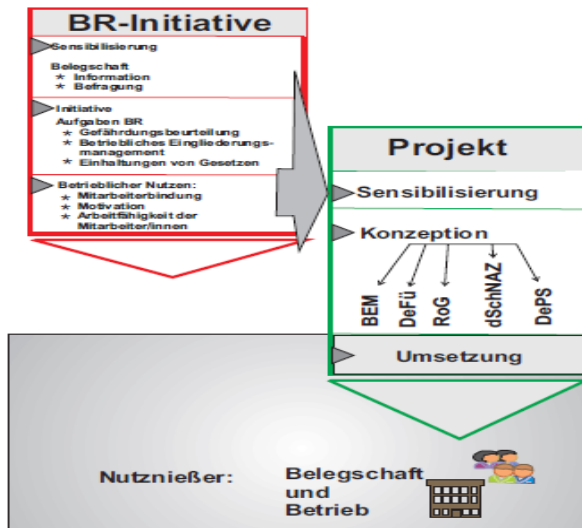 BR-Initiative
Sensibilisierung
Belegschaft
* Information
* Befragung
Initiative
Aufgaben BR
* Gefährdungsbeurteilung
* Betriebliches Eingliederungs-
management
* Einhaltungen von Gesetzen
Betrieblicher Nutzen:
* Mitarbeiterbindung
* Motivation
* Arbeitfähigkeit der
Mitarbeiter/innen
Projekt
Sensibilisierung
Konzeption
BEM
DeFü
RoG
dSchNAZ
DePS
Umsetzung
Nutznießer:
Belegschaft
und
Betrieb